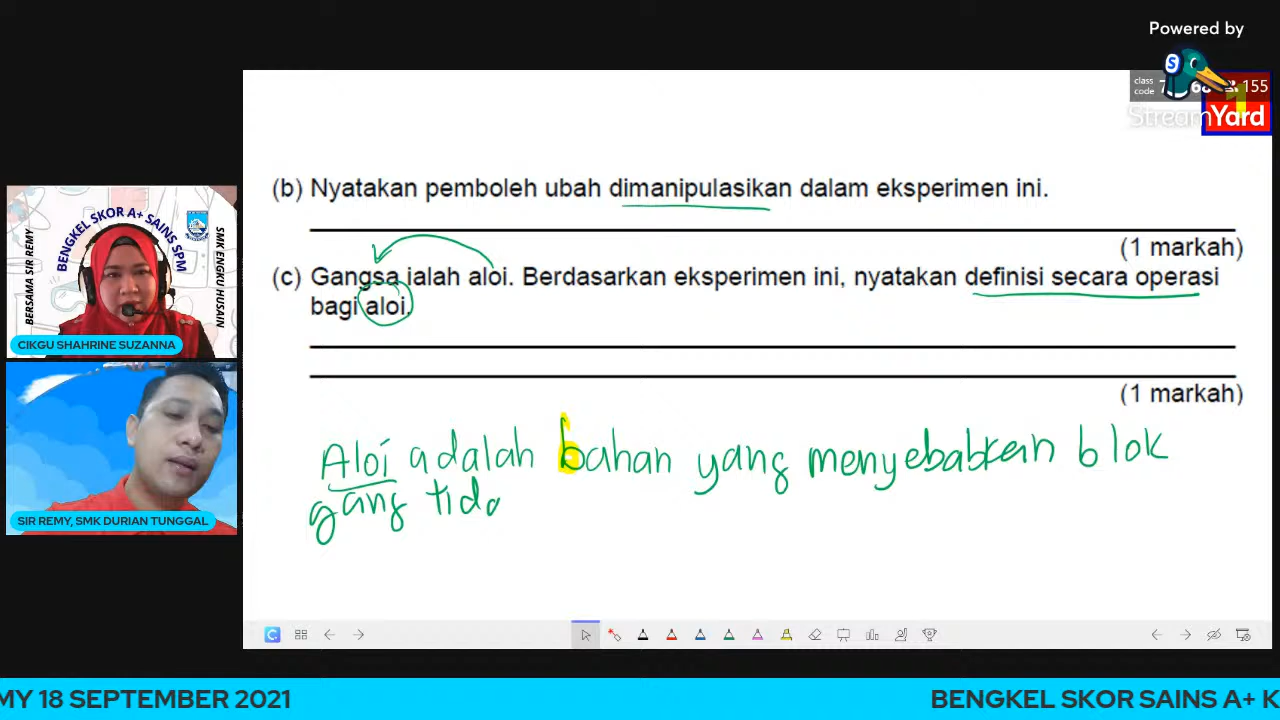 Powered by
class code
155
StreamYard
(b) Nyatakan pemboleh ubah dimanipulasikan dalam eksperimen ini.
(1 markah)
(c) Gangsa ialah aloi. Berdasarkan eksperimen ini, nyatakan definisi secara operasi
bagi aloi.
(1 markah)
Aloi adalah bahan yang menyebabkan blok
yang tida
BERSAMA SIR REMY
BENGKEL SKOR A+ SAINS SPM
SMK ENGKU HUSAIN
CIKGU SHAHRINE SUZANNA
SIR REMY, SMK DURIAN TUNGGAL
MY 18 SEPTEMBER 2021
BENGKEL SKOR SAINS A+ K